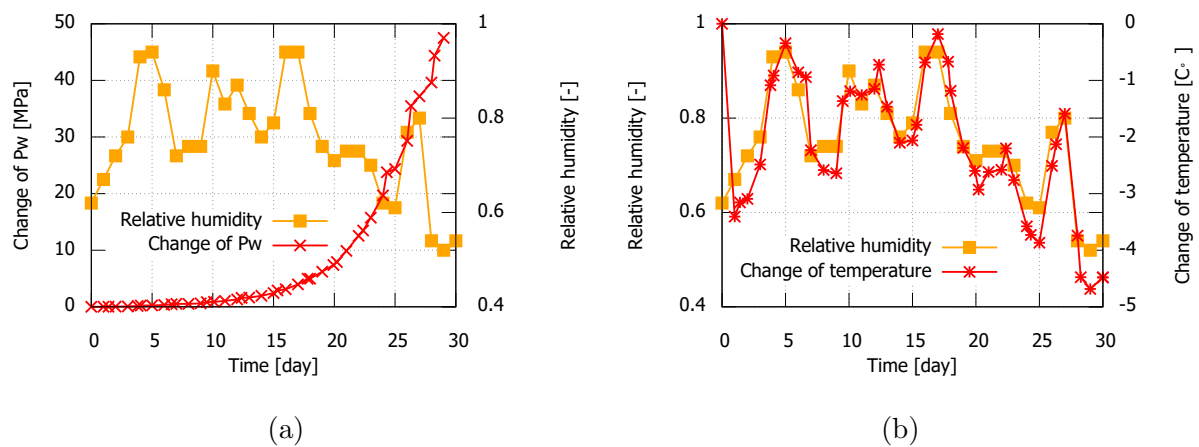 50
40
30
20
10
0
Change of Pw [MPa]
1
0.8
0.6
0.4
Relative humidity [-]
Relative humidity
Change of Pw
0 5 10 15 20 25 30
Time [day]
(a)
1
0.8
0.6
0.4
Relative humidity [-]
0
-1
-2
-3
-4
-5
Change of temperature [C◦]
Relative humidity
Change of temperature
0 5 10 15 20 25 30
Time [day]
(b)